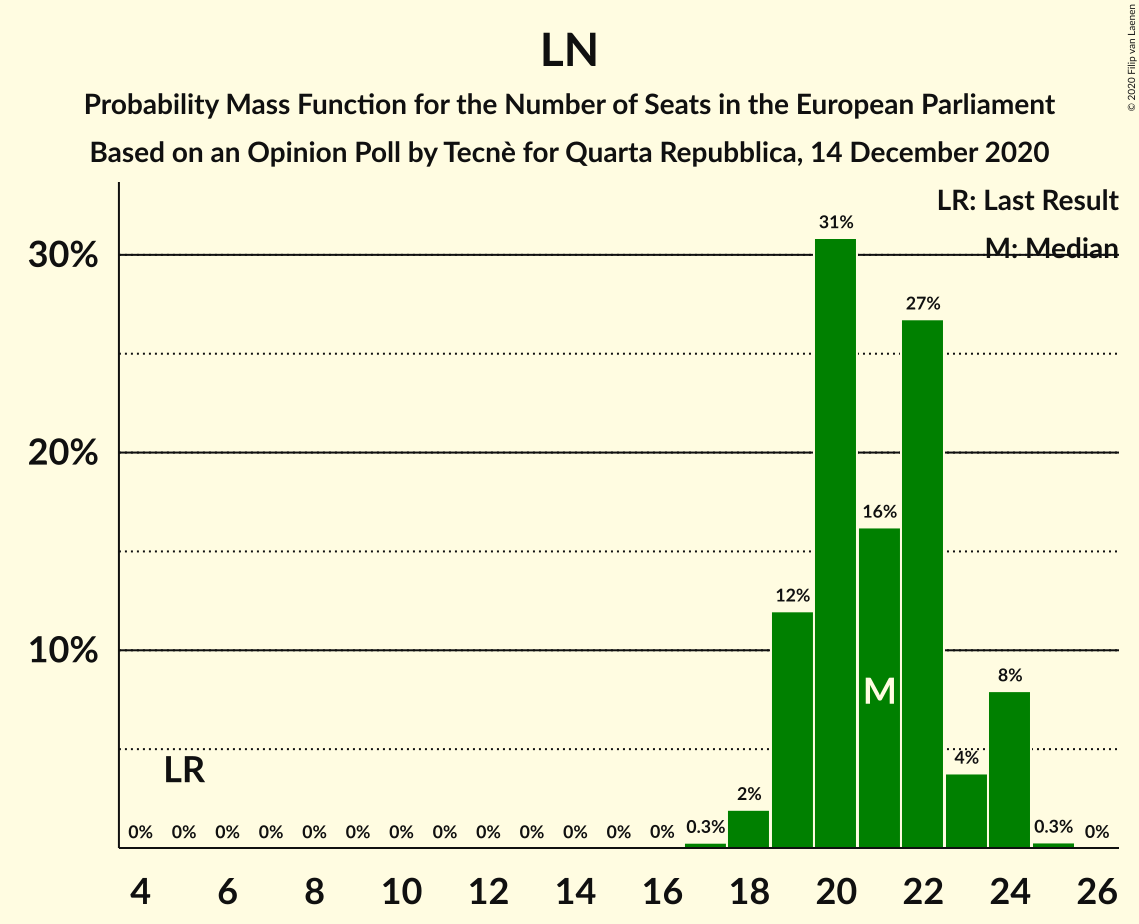 LN
Probability Mass Function for the Number of Seats in the European Parliament
Based on an Opinion Poll by Tecnè for Quarta Repubblica, 14 December 2020
© 2020 Filip van Laenen
LR: Last Result
M: Median
30%
20%
10%
31%
27%
16%
12%
8%
4%
2%
0.3%
0.3%
M
LR
0% 0% 0% 0% 0% 0% 0% 0% 0% 0% 0% 0% 0% 0%
4 6 8 10 12 14 16 18 20 22 24 26